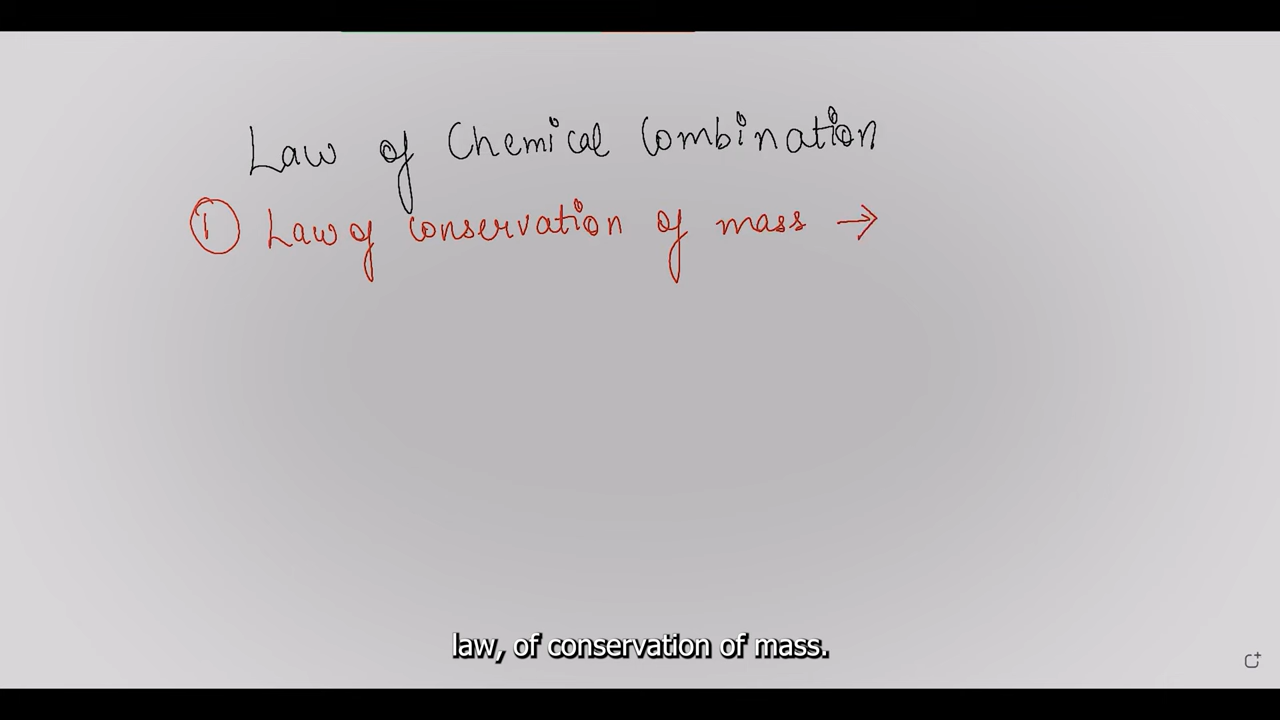 Law of Chemical Combination
① Law of conservation of mass →
law, of conservation of mass.